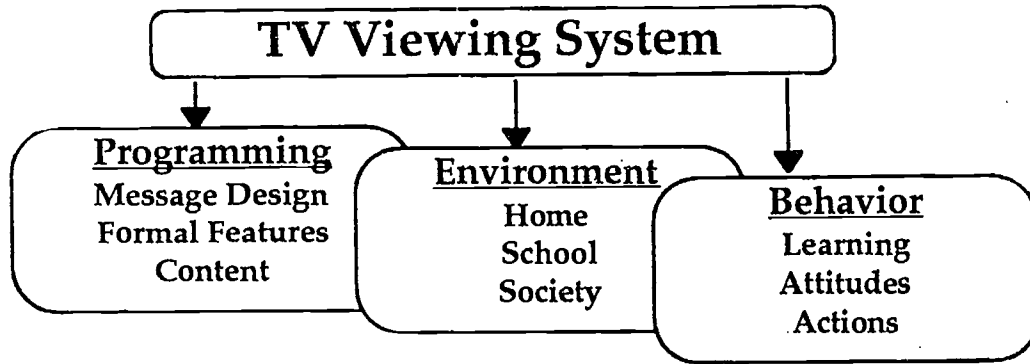 TV Viewing System
Programming
Message Design
Formal Features
Content
Environment
Home
School
Society
Behavior
Learning
Attitudes
Actions